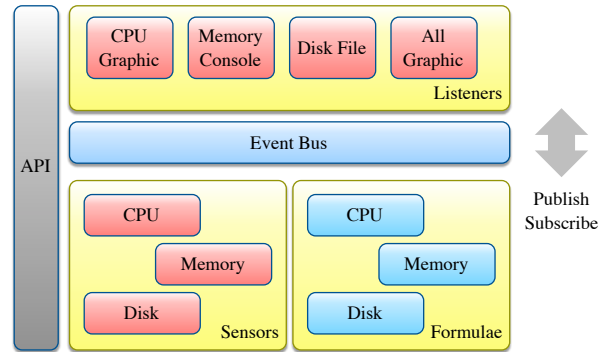 API
CPU
Graphic
Memory
Console
Disk File
All
Graphic
Listeners
Event Bus
Publish
Subscribe
CPU
Memory
Disk
Sensors
CPU
Memory
Disk
Formulae